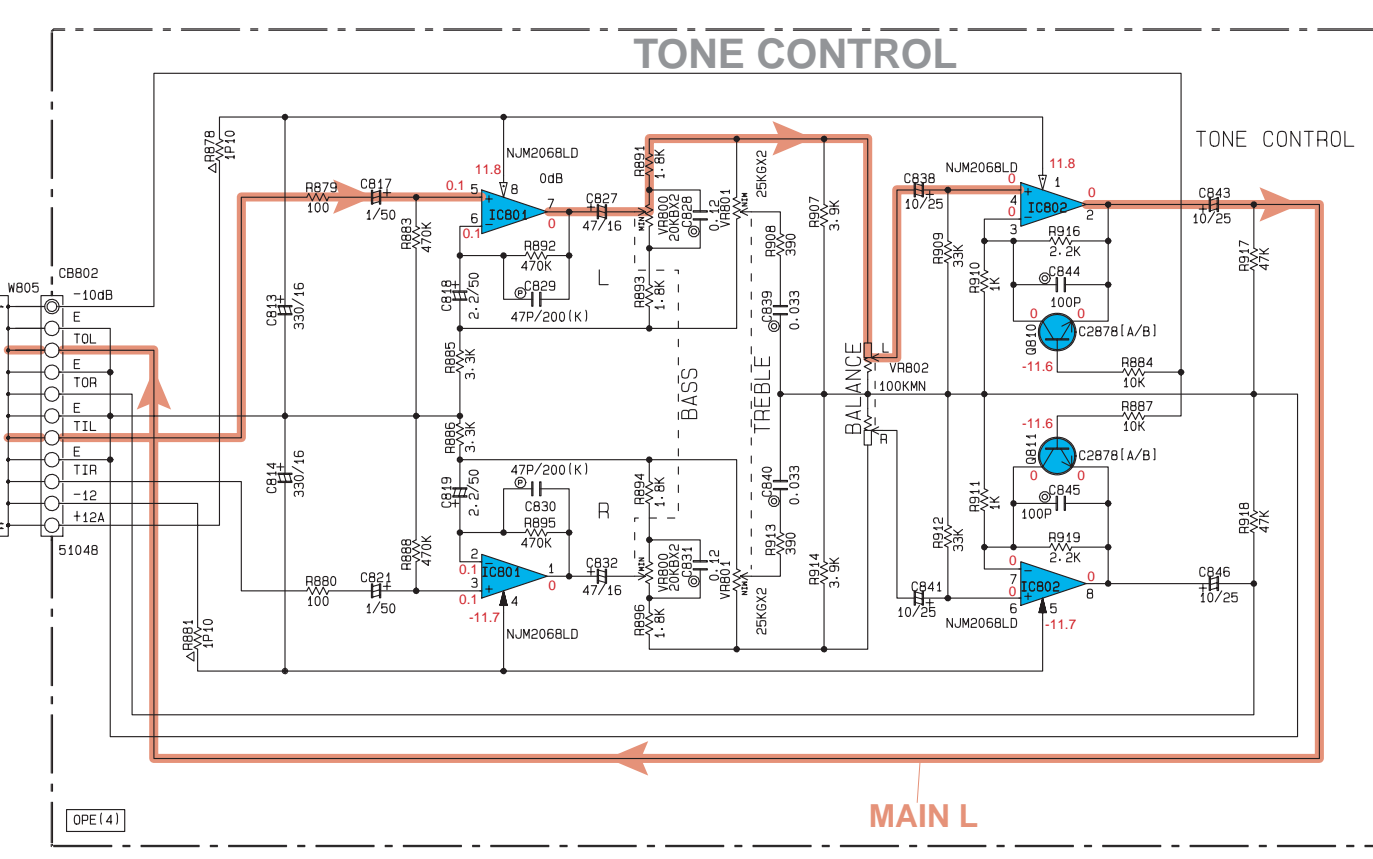 TONE CONTROL
TONE CONTROL
R878
1P10
NJM2068LD
11.8
8
0dB
R879
100
C817
1/50
0.1
5
IC801
7
0
6
0.1
R883
470K
R892
470K
C829
47P/200(K)
C818
2.2/50
C827
47/16
R891
1.8K
VR800
20KBX2
MIN
C828
0.12
VR801
25KGX2
MIN
R893
1.8K
R908
390
C839
0.033
R907
3.9K
L
BASS
TREBLE
BALANCE
L
VR802
100KMN
R
C838
10/25
NJM2068LD
11.8
1
0
4
0
3
IC802
0
2
C843
10/25
R909
33K
R910
1K
R916
2.2K
C844
100P
0
0
Q810
C2878[A/B]
-11.6
R884
10K
R917
47K
W805
CB802
-10dB
E
TOL
E
TOR
E
TIL
E
TIR
-12
+12A
51048
C813
330/16
C814
330/16
R885
3.3K
R886
3.3K
C819
2.2/50
47P/200(K)
C830
R895
470K
R888
470K
R880
100
C821
1/50
R881
1P10
2
0.1
3
0.1
IC801
1
0
4
-11.7
NJM2068LD
C832
47/16
R
R894
1.8K
VR800
20KBX2
MIN
C831
0.12
R896
1.8K
VR801
25KGX2
MIN
C840
0.033
R913
390
R914
3.9K
-11.6
R887
10K
Q811
C2878[A/B]
0
0
C845
100P
R919
2.2K
R911
1K
R912
33K
C841
10/25
0
7
0
6
IC802
5
-11.7
0
8
NJM2068LD
C846
10/25
R918
47K
MAIN L
OPE(4)